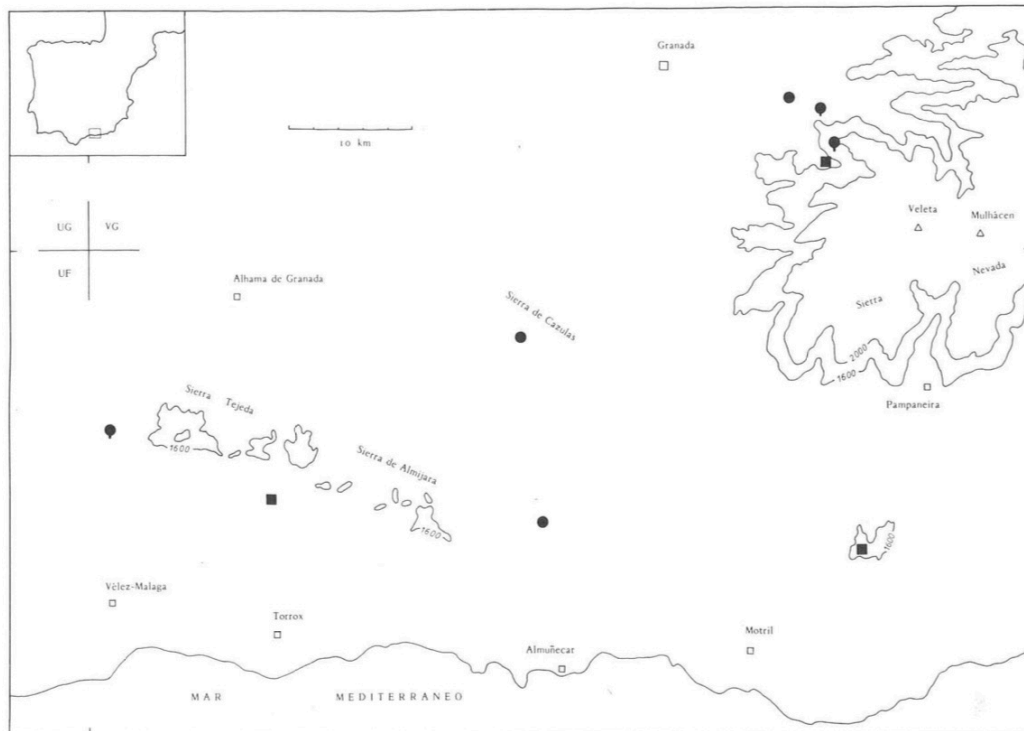 Granada
10 km
UG VG
UF
Veleta
Mulhácen
Nevada
Sierra
Alhama de Granada
Sierra de Cazulas
2000
1600
Pampaneira
Sierra Tejeda
1600
Sierra de Almijara
1600
1600
Vèlez-Malaga
Torrox
Motril
Almuñecar
MAR MEDITERRANEO